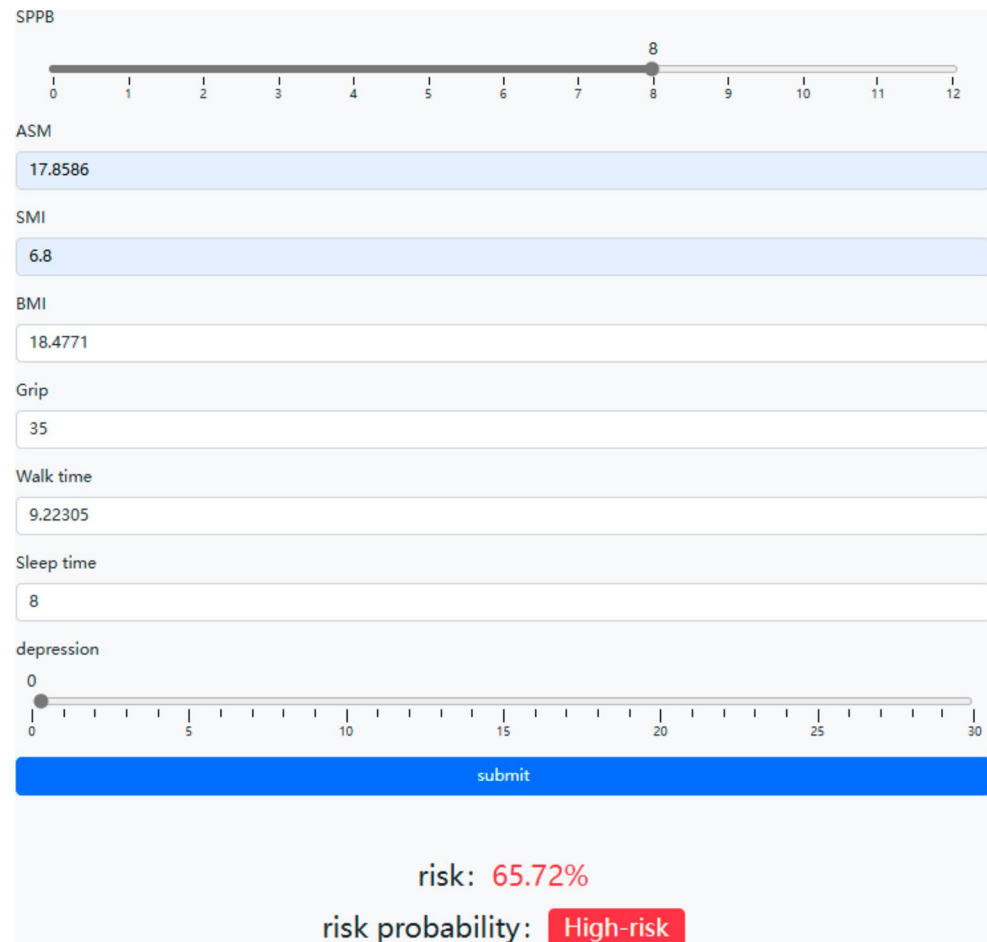 SPPB
8
0 1 2 3 4 5 6 7 8 9 10 11 12
ASM
17.8586
SMI
6.8
BMI
18.4771
Grip
35
Walk time
9.22305
Sleep time
8
depression
0
0 5 10 15 20 25 30
submit
risk: 65.72%
risk probability: High-risk